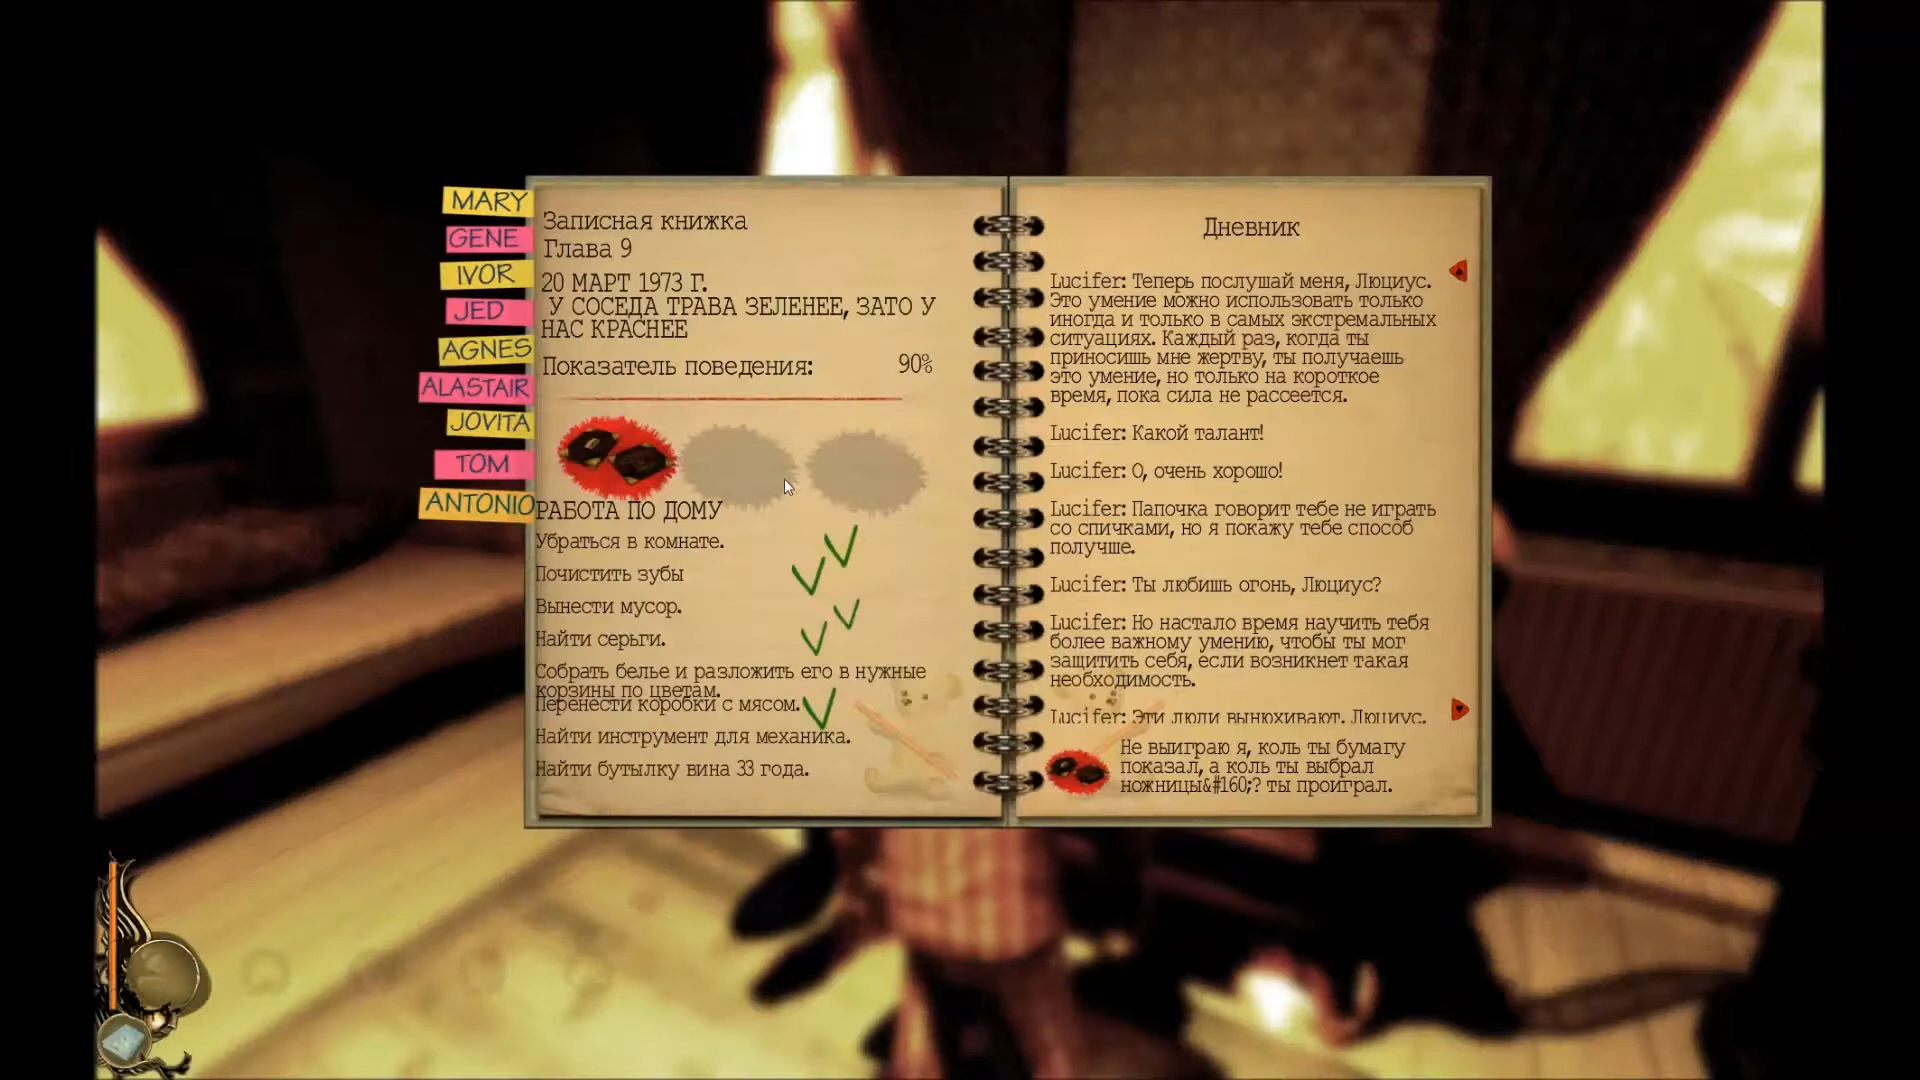 MARY
GENE
IVOR
JED
AGNES
ALASTAIR
JOVITA
TOM
ANTONIO
Записная книжка
Глава 9
20 МАРТ 1973 Г.
У СОСЕДА ТРАВА ЗЕЛЕНЕЕ, ЗАТО У
НАС КРАСНЕЕ
Показатель поведения: 90%
РАБОТА ПО ДОМУ
Убраться в комнате.
Почистить зубы
Вынести мусор.
Найти серьги.
Собрать белье и разложить его в нужные
корзины по цветам.
Перенести коробки с мясом.
Найти инструмент для механика.
Найти бутылку вина 33 года.
Дневник
Lucifer: Теперь послушай меня, Люциус.
Это умение можно использовать только
иногда и только в самых экстремальных
ситуациях. Каждый раз, когда ты
приносишь мне жертву, ты получаешь
это умение, но только на короткое
время, пока сила не рассеется.
Lucifer: Какой талант!
Lucifer: О, очень хорошо!
Lucifer: Папочка говорит тебе не играть
со спичками, но я покажу тебе способ
получше.
Lucifer: Ты любишь огонь, Люциус?
Lucifer: Но настало время научить тебя
более важному умению, чтобы ты мог
защитить себя, если возникнет такая
необходимость.
Lucifer: Эти люди вынюхивают, Люциус.
Не выиграю я, коль ты бумагу
показал, а коль ты выбрал
ножницы&#160;? ты проиграл.